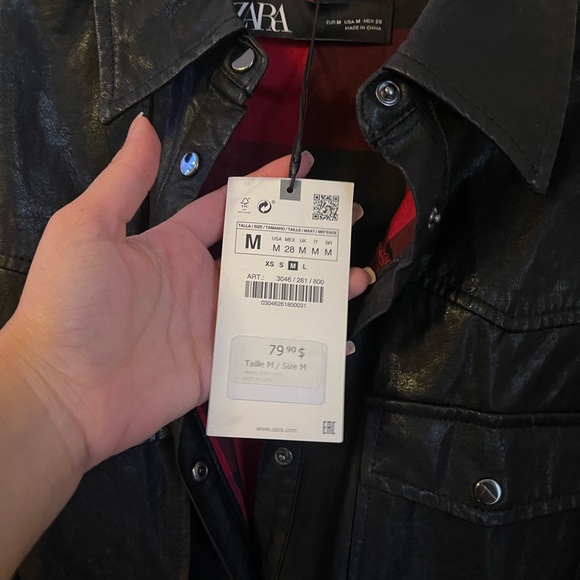 ZARA
EUR M USA M MEX 28
MADE IN CHINA
TALLA / SIZE / TAMANHO / TAILLE / MAAT /
USA MEX UK IT BR
M M 28 M M M
XS S M L
ART.: 3046 / 261 / 800
03046261800031
79 90 $
Taille M / Size M
www.zara.com
EAC